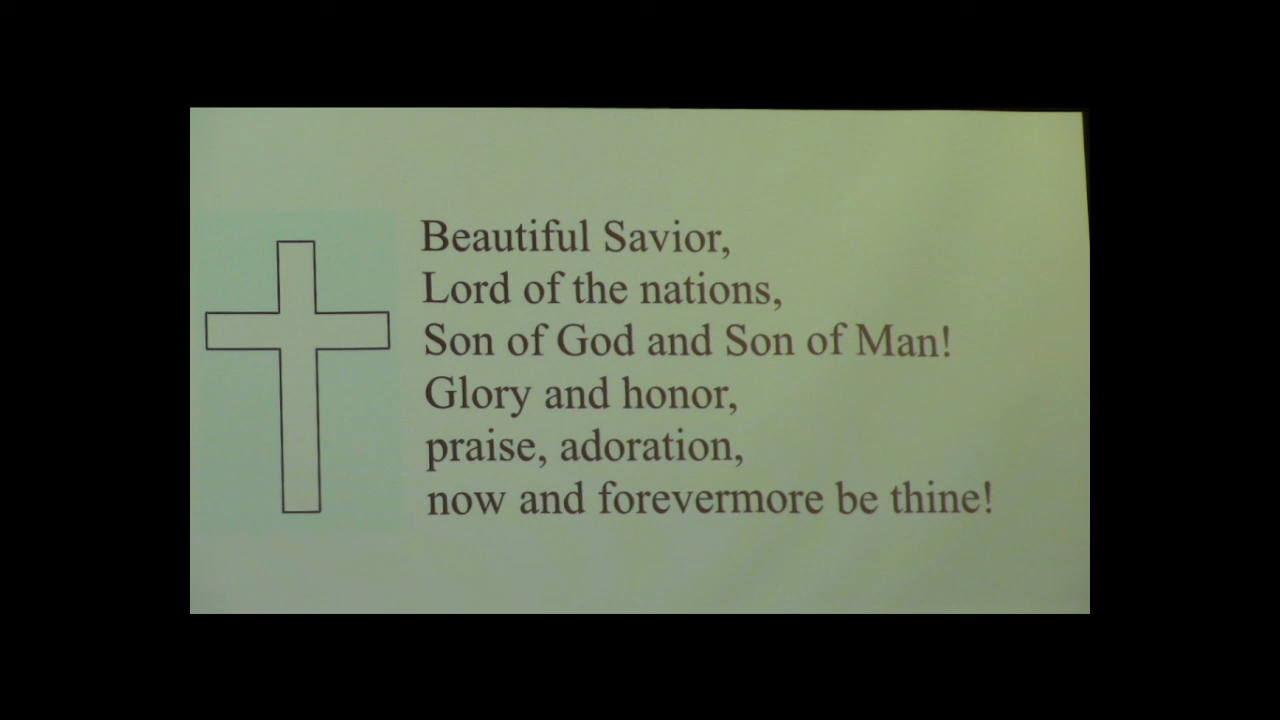 Beautiful Savior,
Lord of the nations,
Son of God and Son of Man!
Glory and honor,
praise, adoration,
now and forevermore be thine!